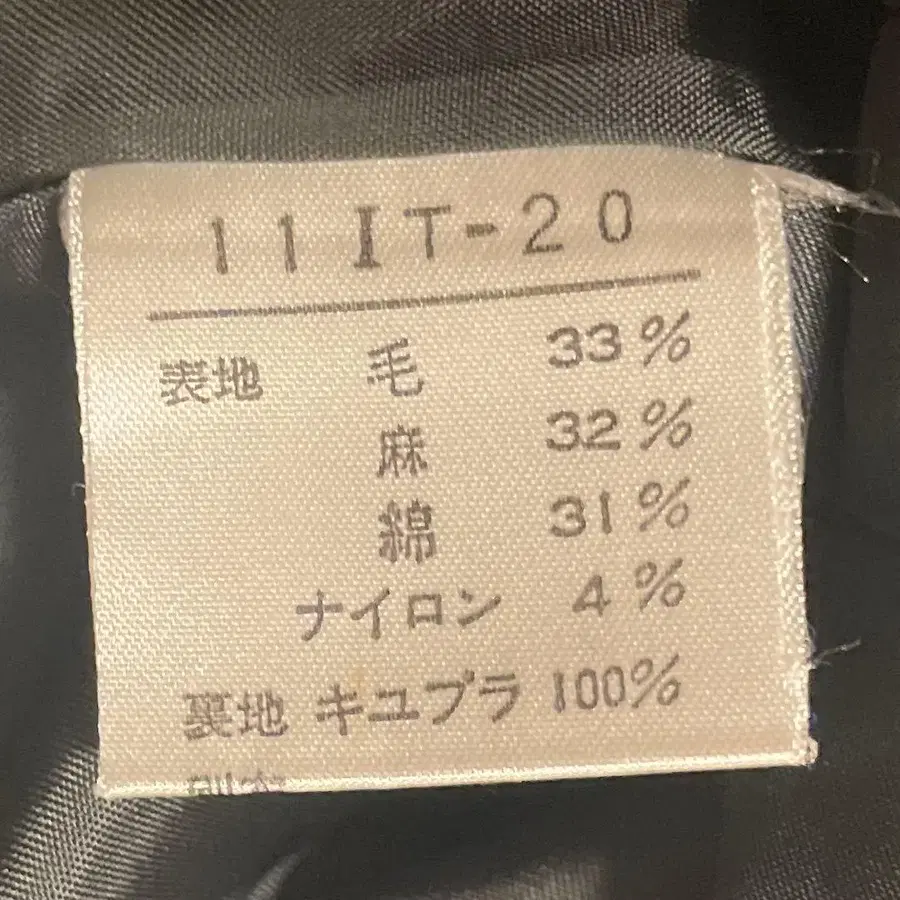 11IT-20
表地 毛 33%
麻 32%
綿 31%
ナイロン 4%
裏地 キユプラ 100%